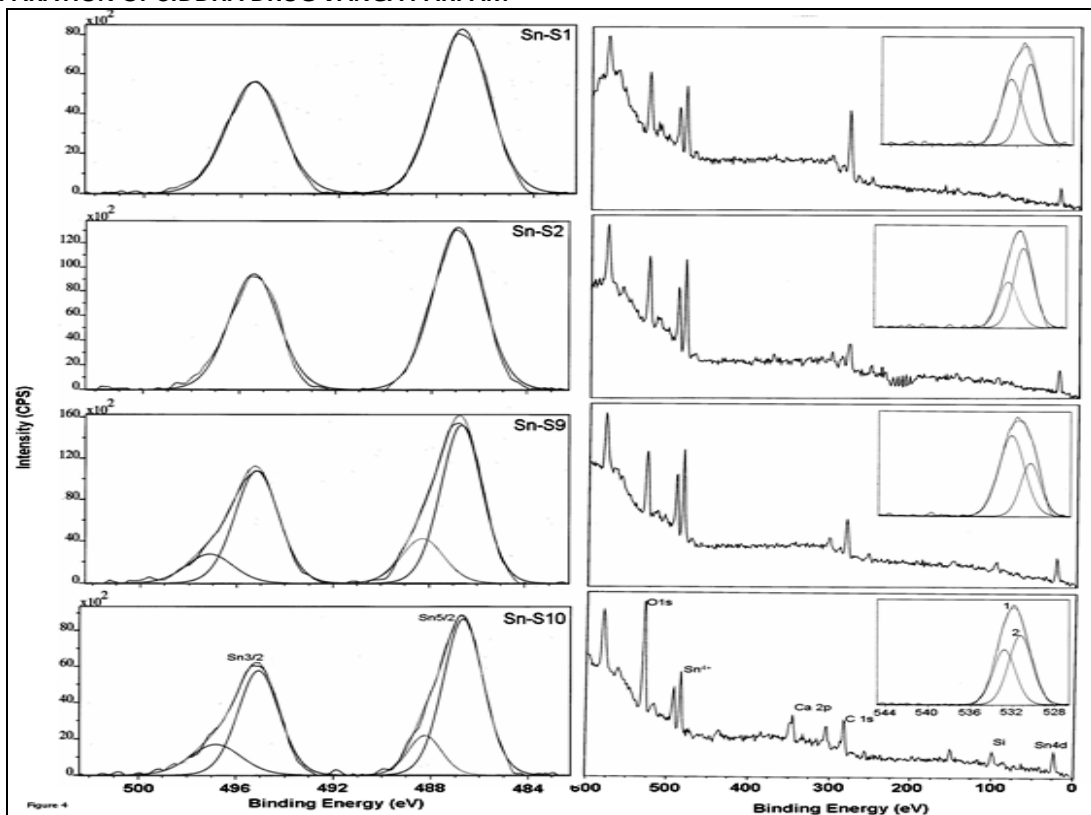 x10²
80
60
40
20
0
Sn-S1
x10²
120
100
80
60
40
20
0
Sn-S2
x10²
160
120
80
40
0
Sn-S9
x10²
80
60
40
20
0
Sn3/2
Sn5/2
Sn-S10
500 496 492 488 484
Binding Energy (eV)
Intensity (CPS)
Figure 4
O1s
Sn⁴⁺
Ca 2p
C 1s
Si
Sn4d
1
2
544 540 536 532 528
600 500 400 300 200 100 0
Binding Energy (eV)